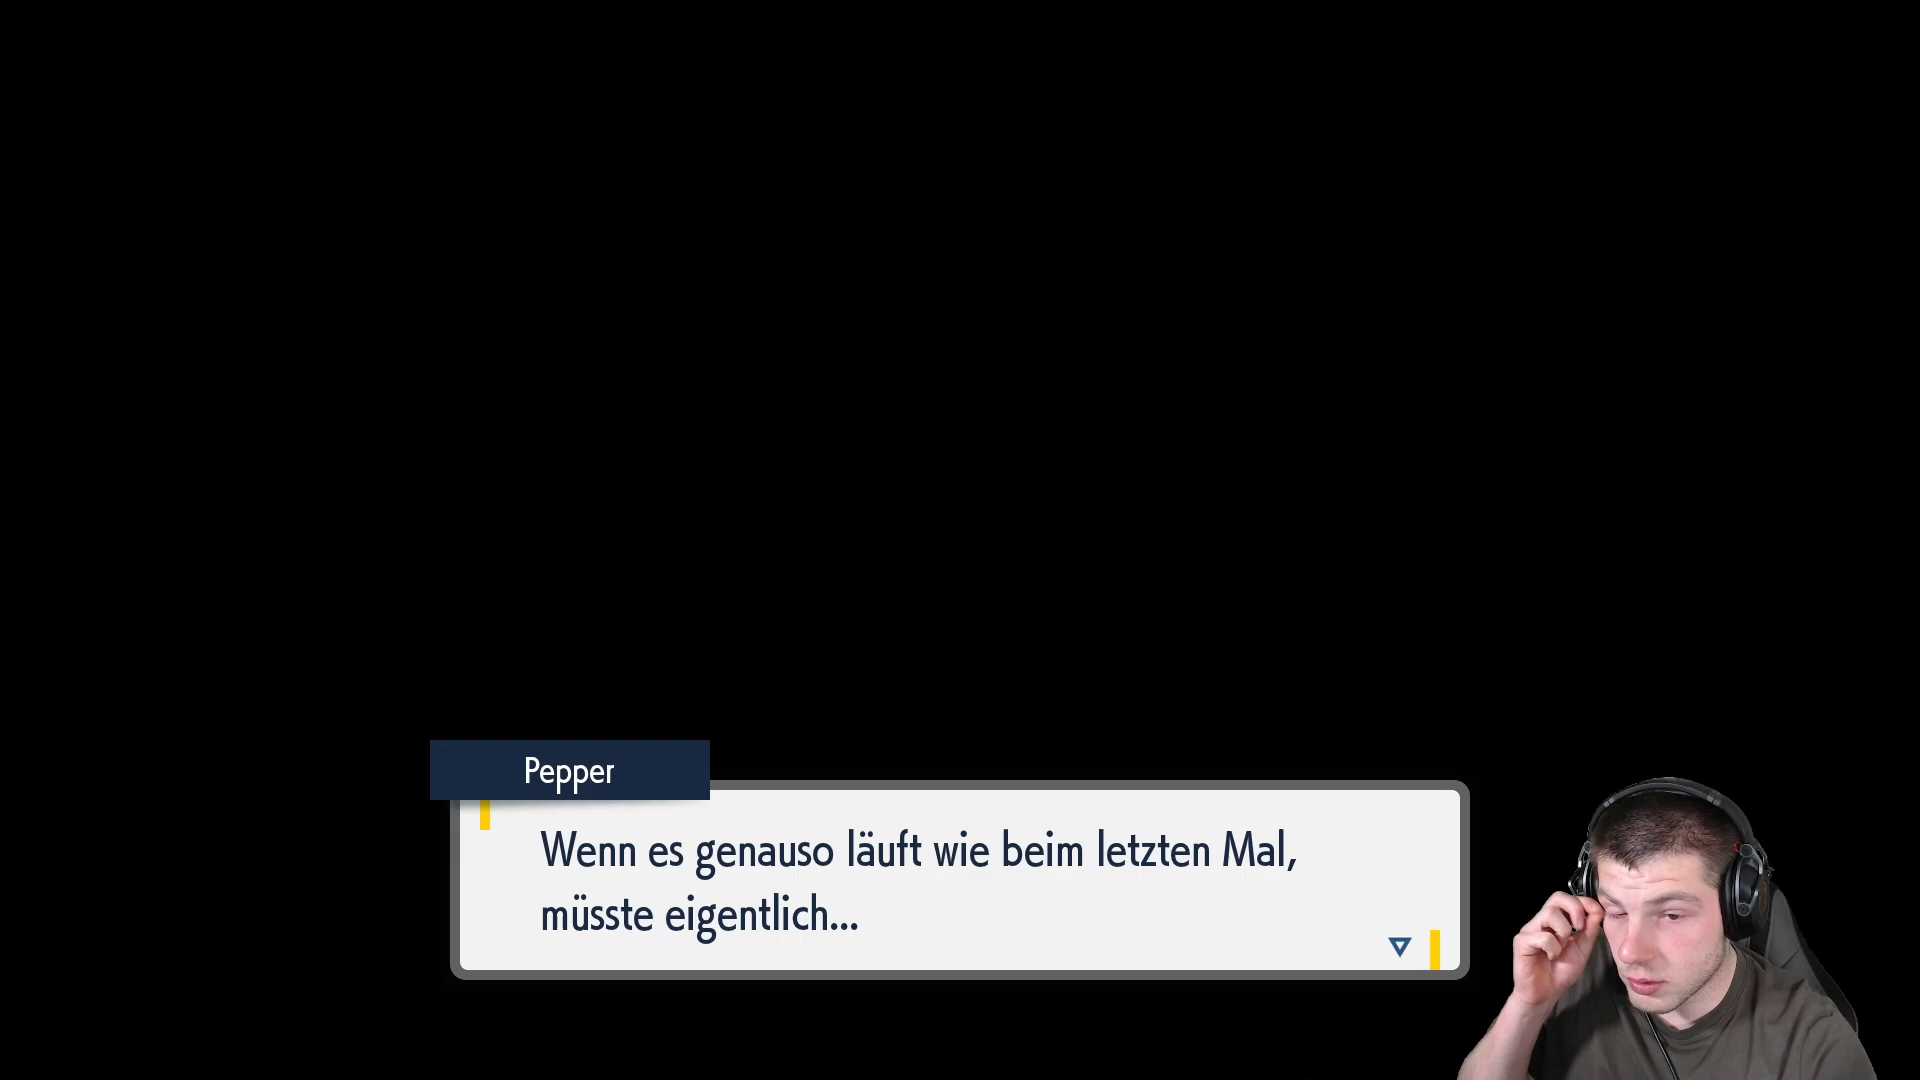 Pepper
Wenn es genauso läuft wie beim letzten Mal,
müsste eigentlich...